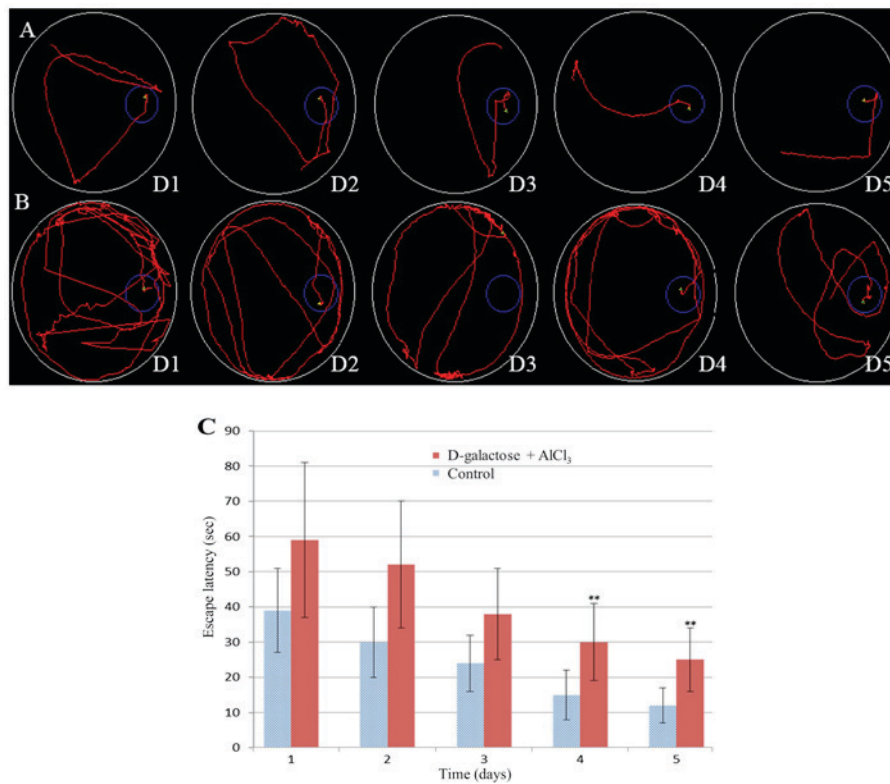 A
D1 D2 D3 D4 D5
B
D1 D2 D3 D4 D5
C
90
80
70
60
50
40
30
20
10
0
Escape latency (sec)
D-galactose + AlCl₃
Control
** **
1 2 3 4 5
Time (days)